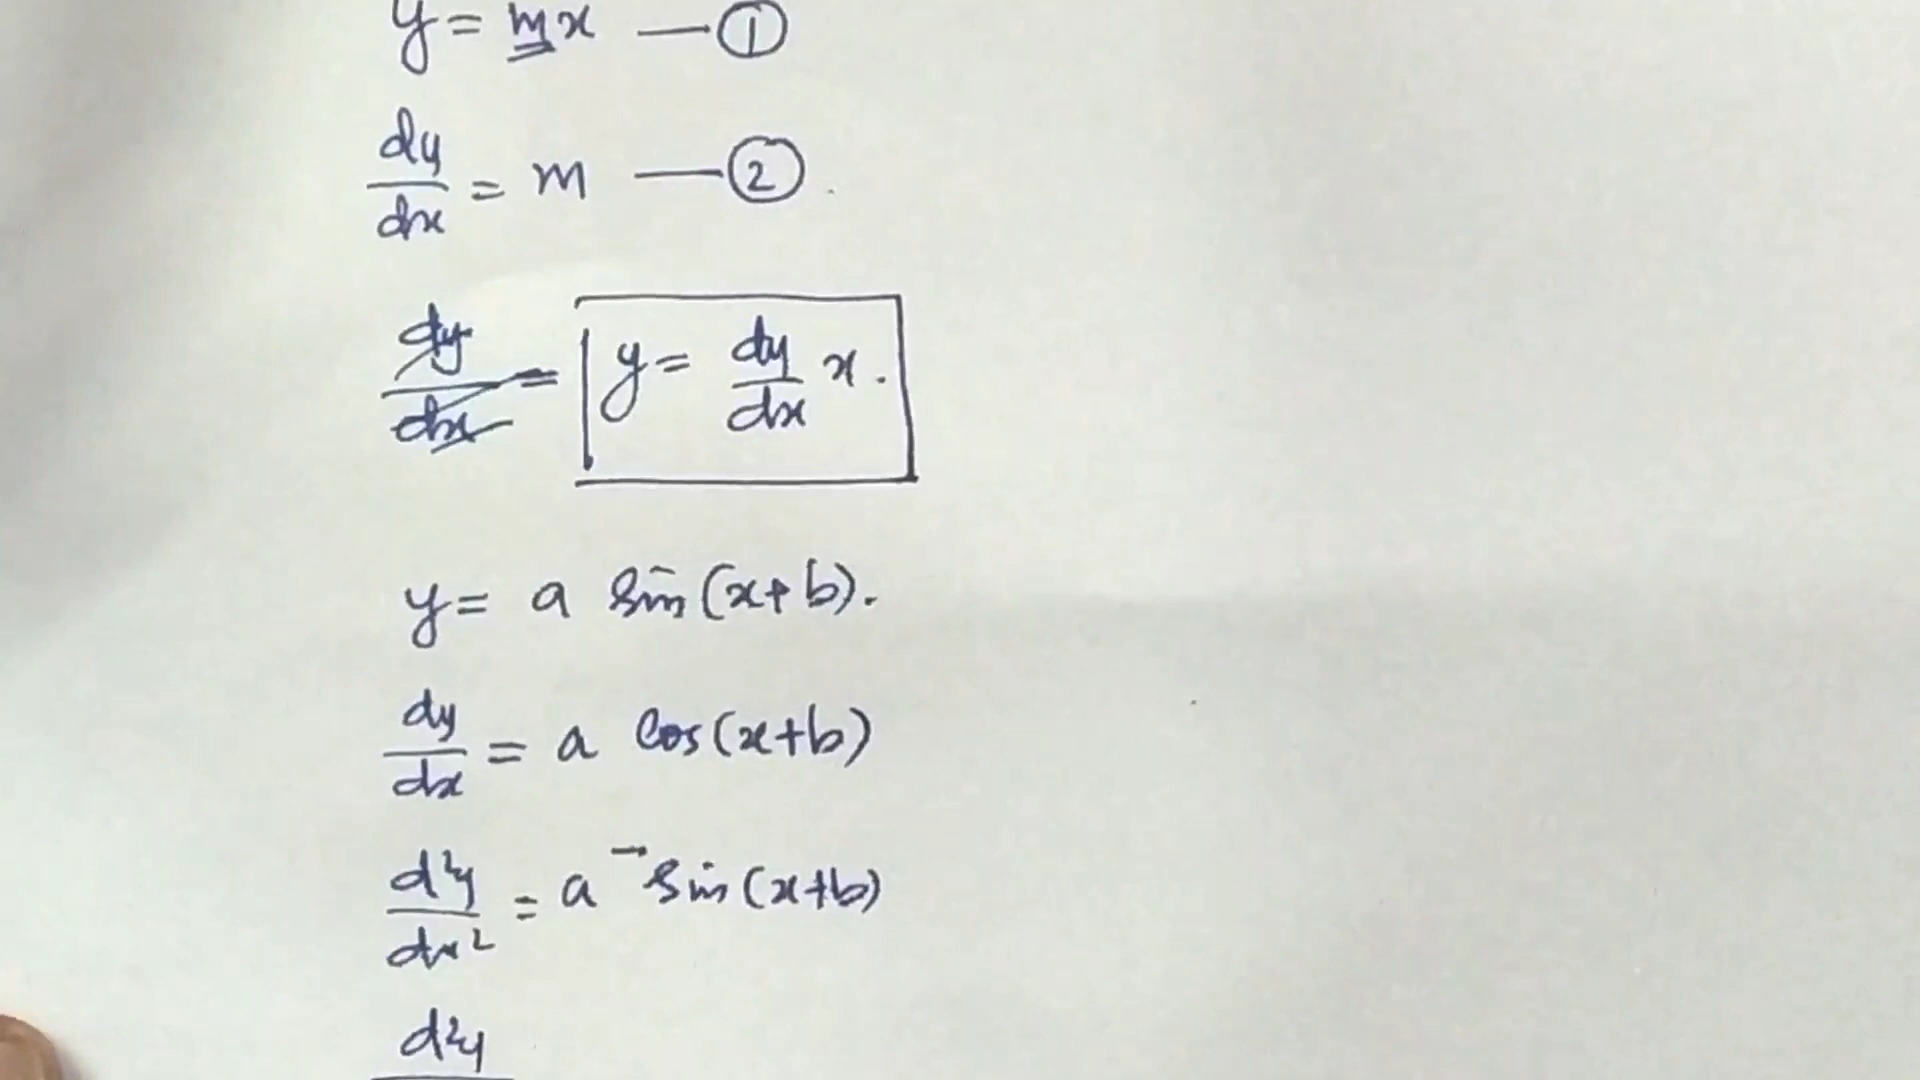 y = mx — ①
dy/dx = m — ②
dy/dx = y = dy/dx x.
y = a sin(x+b).
dy/dx = a cos(x+b)
d²y/dx² = a - sin(x+b)
d²y